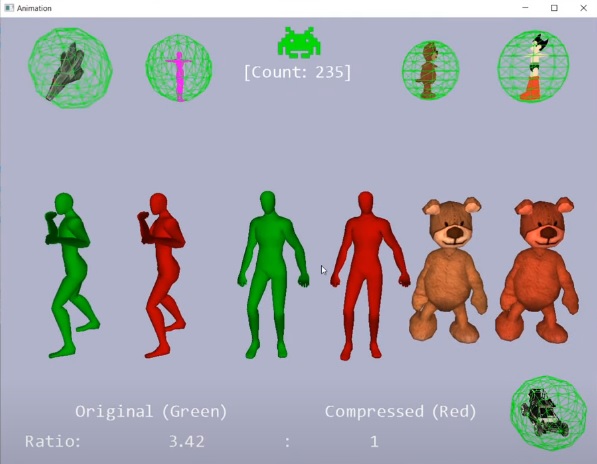 Animation
[Count: 235]
Original (Green) Compressed (Red)
Ratio: 3.42 : 1